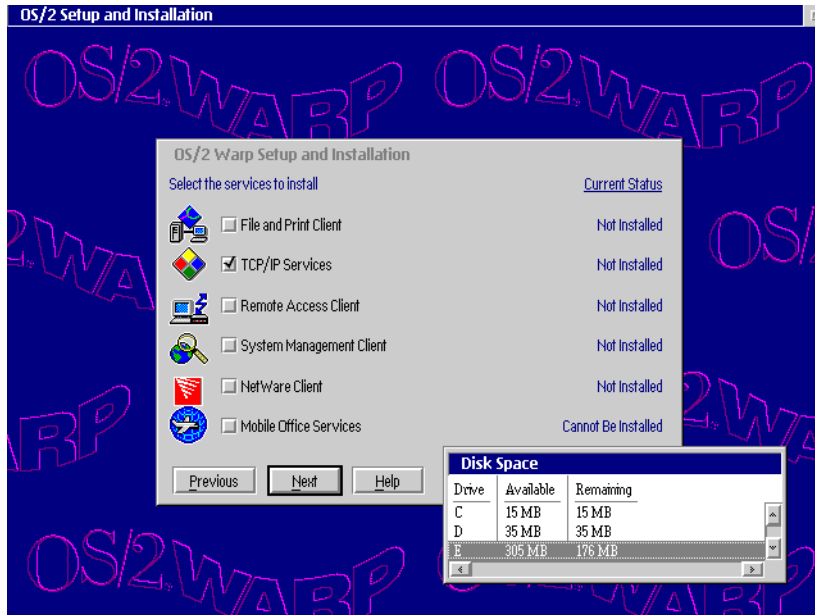 OS/2 Setup and Installation
OS/2 WARP OS/2 WARP
OS/2 Warp Setup and Installation
Select the services to install Current Status
File and Print Client Not Installed
TCP/IP Services Not Installed
Remote Access Client Not Installed
System Management Client Not Installed
NetWare Client Not Installed
Mobile Office Services Cannot Be Installed
Previous Next Help
Disk Space
Drive Available Remaining
C 15 MB 15 MB
D 35 MB 35 MB
E 305 MB 176 MB
OS/2 WARP